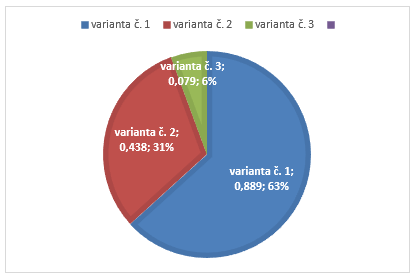 varianta č. 1 varianta č. 2 varianta č. 3
varianta č. 3;
0,079; 6%
varianta č. 2;
0,438; 31%
varianta č. 1;
0,889; 63%